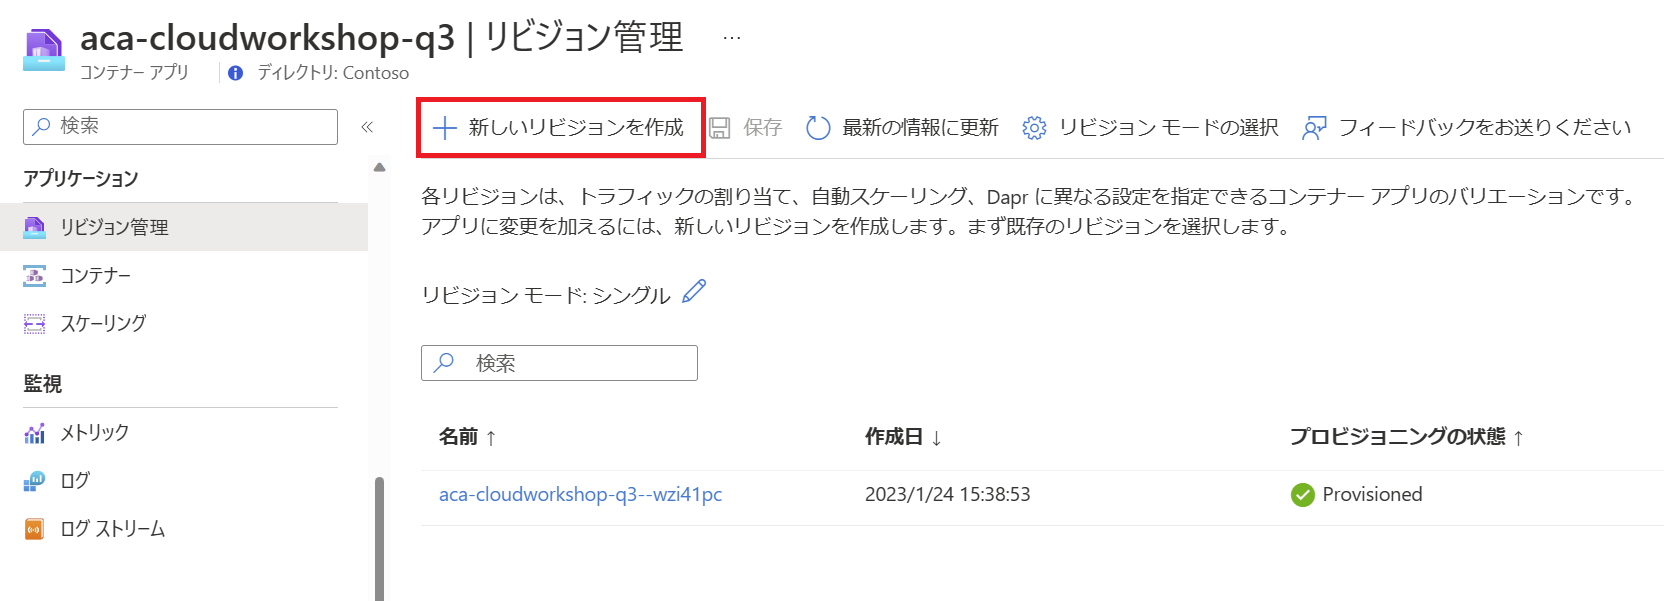 aca-cloudworkshop-q3 | リビジョン管理 …
コンテナー アプリ ディレクトリ: Contoso
検索
«
アプリケーション
リビジョン管理
コンテナー
スケーリング
監視
メトリック
ログ
ログ ストリーム
新しいリビジョンを作成 保存 最新の情報に更新 リビジョン モードの選択 フィードバックをお送りください
各リビジョンは、トラフィックの割り当て、自動スケーリング、Dapr に異なる設定を指定できるコンテナー アプリのバリエーションです。
アプリに変更を加えるには、新しいリビジョンを作成します。まず既存のリビジョンを選択します。
リビジョン モード: シングル
検索
名前 ↑ 作成日 ↓ プロビジョニングの状態 ↑
aca-cloudworkshop-q3--wzi41pc 2023/1/24 15:38:53 Provisioned